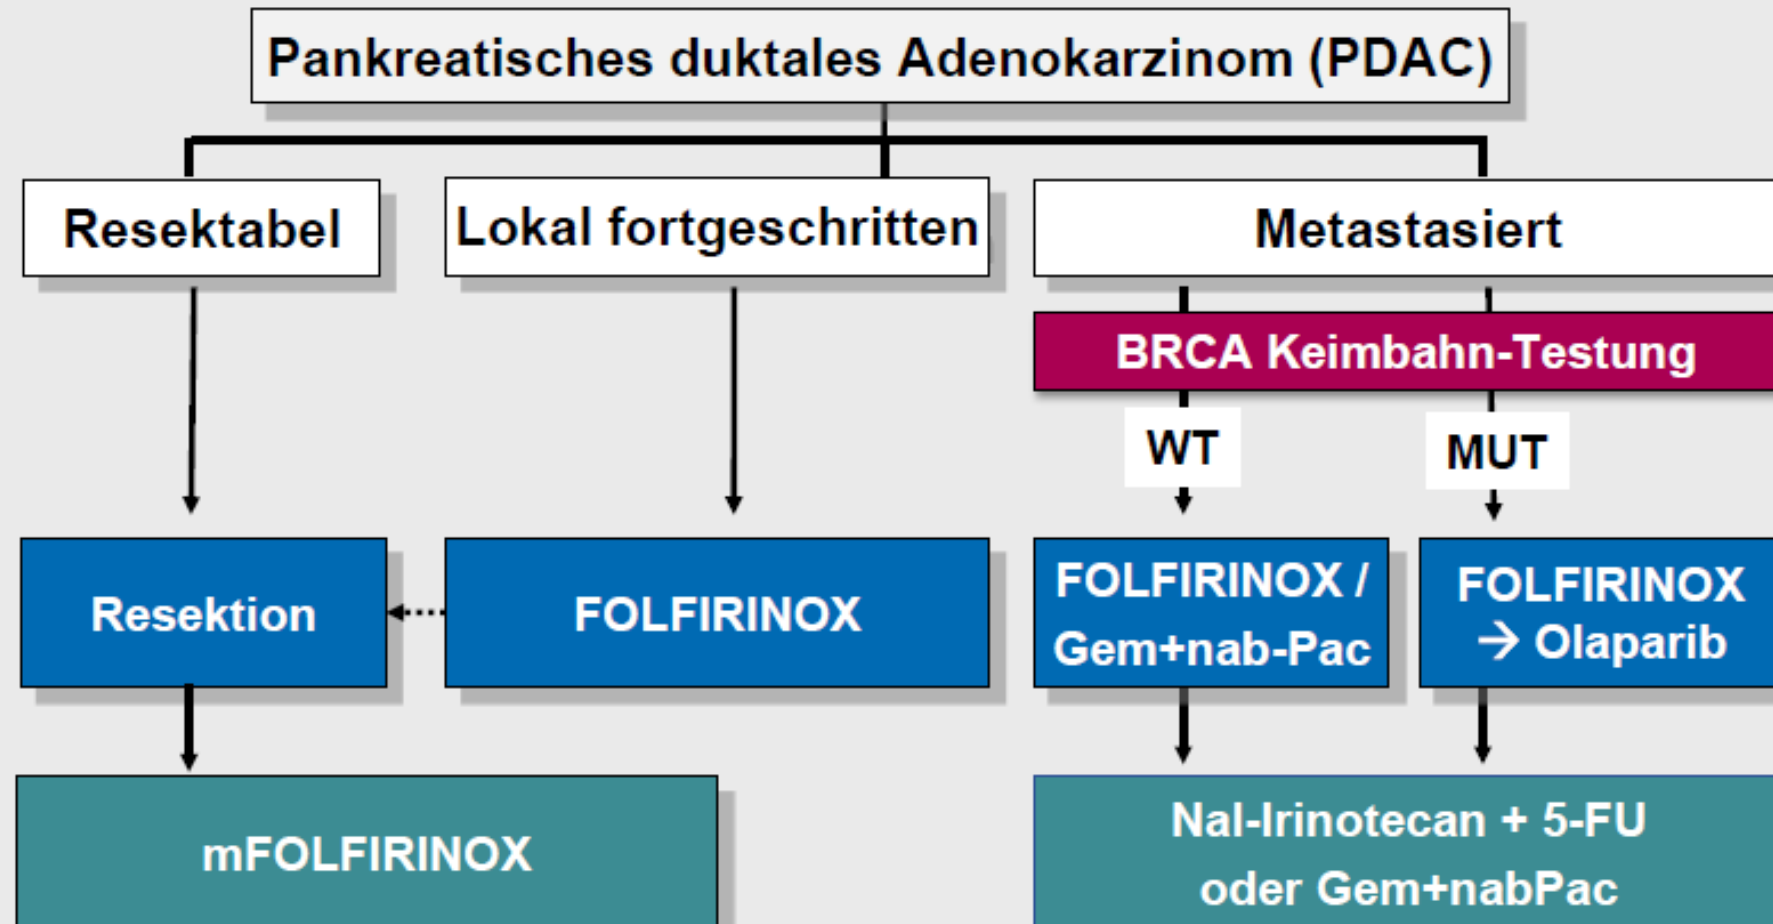 Pankreatisches duktales Adenokarzinom (PDAC)
Resektabel
Lokal fortgeschritten
Metastasiert
BRCA Keimbahn-Testung
WT
MUT
Resektion
FOLFIRINOX
FOLFIRINOX /
Gem+nab-Pac
FOLFIRINOX
→ Olaparib
mFOLFIRINOX
Nal-Irinotecan + 5-FU
oder Gem+nabPac